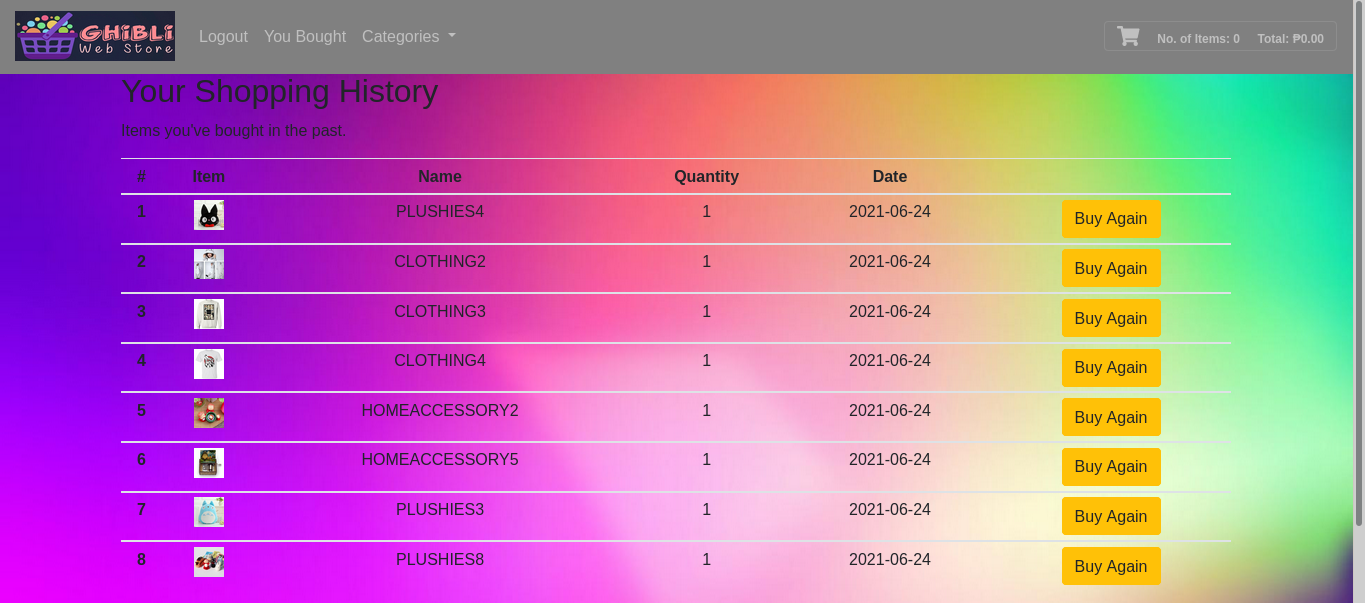 GHiBLi
Web Store
Logout You Bought Categories
No. of Items: 0 Total: ₱0.00
Your Shopping History
Items you've bought in the past.
# Item Name Quantity Date
1 PLUSHIES4 1 2021-06-24 Buy Again
2 CLOTHING2 1 2021-06-24 Buy Again
3 CLOTHING3 1 2021-06-24 Buy Again
4 CLOTHING4 1 2021-06-24 Buy Again
5 HOMEACCESSORY2 1 2021-06-24 Buy Again
6 HOMEACCESSORY5 1 2021-06-24 Buy Again
7 PLUSHIES3 1 2021-06-24 Buy Again
8 PLUSHIES8 1 2021-06-24 Buy Again